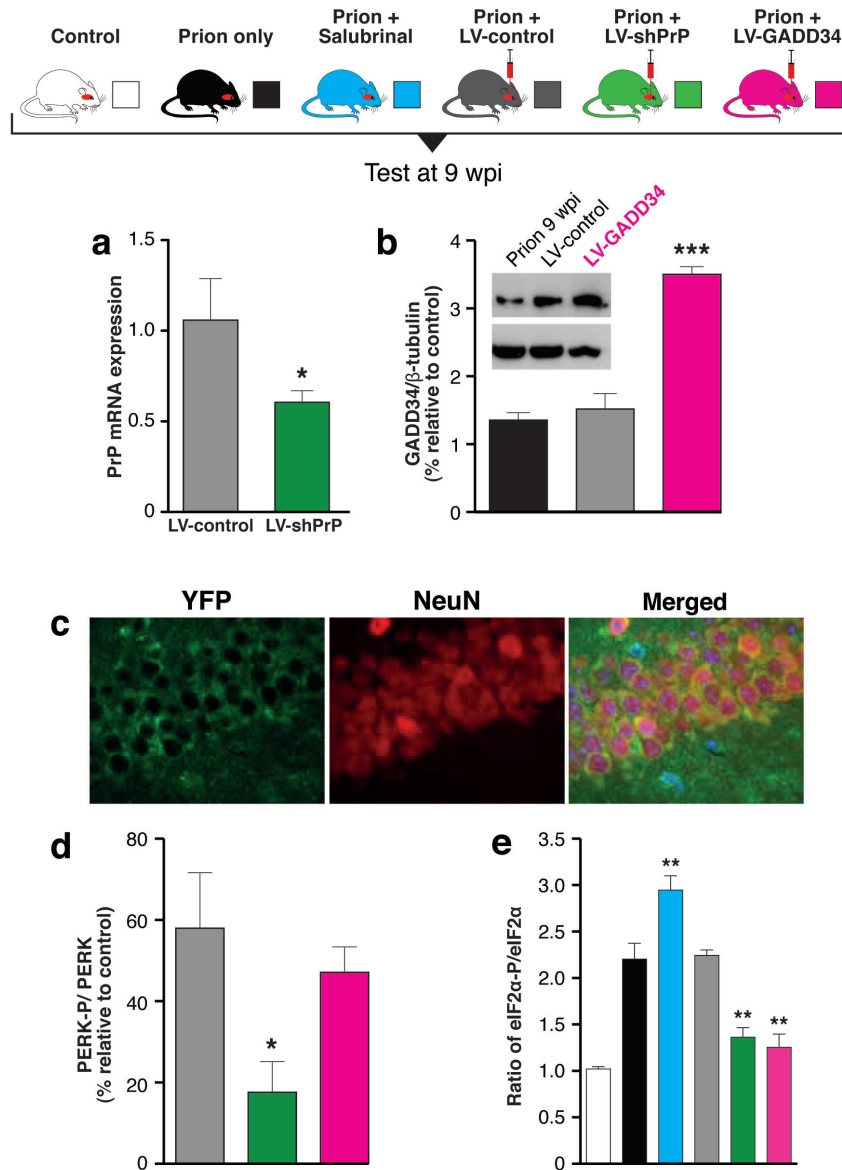 Control
Prion only
Prion +
Salubrinal
Prion +
LV-control
Prion +
LV-shPrP
Prion +
LV-GADD34
Test at 9 wpi
a
PrP mRNA expression
1.5
1.0
0.5
0
*
LV-control
LV-shPrP
b
GADD34/β-tubulin
(% relative to control)
4
3
2
1
0
Prion 9 wpi
LV-control
LV-GADD34
***
c
YFP
NeuN
Merged
d
PERK-P/ PERK
(% relative to control)
80
60
40
20
0
*
e
Ratio of eIF2α-P/eIF2α
3.5
3.0
2.5
2.0
1.5
1.0
0.5
0.0
**
**
**